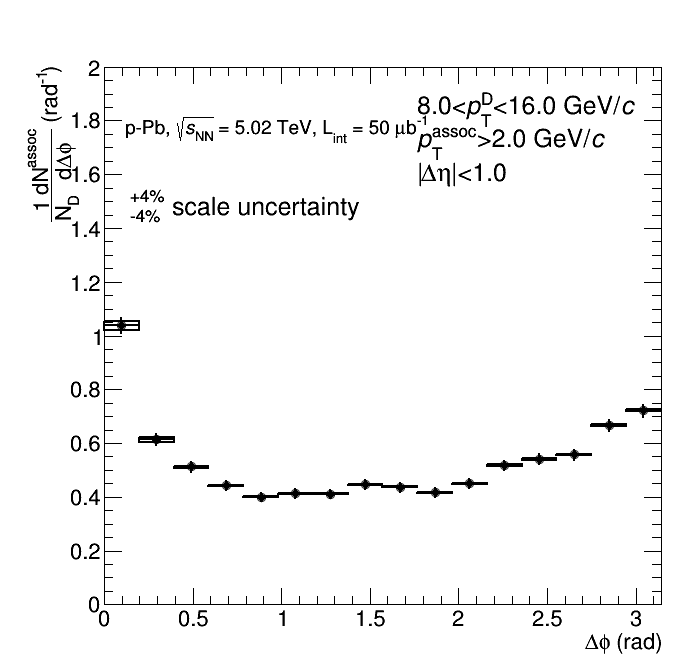 2
1.8
1.6
1.4
1.2
1
0.8
0.6
0.4
0.2
0
0 0.5 1 1.5 2 2.5 3
Δφ (rad)
1 dN^assoc / N_D dΔφ (rad⁻¹)
p-Pb, √s_NN = 5.02 TeV, L_int = 50 μb⁻¹
8.0<p_T^D<16.0 GeV/c
p_T^assoc>2.0 GeV/c
|Δη|<1.0
+4%
-4% scale uncertainty